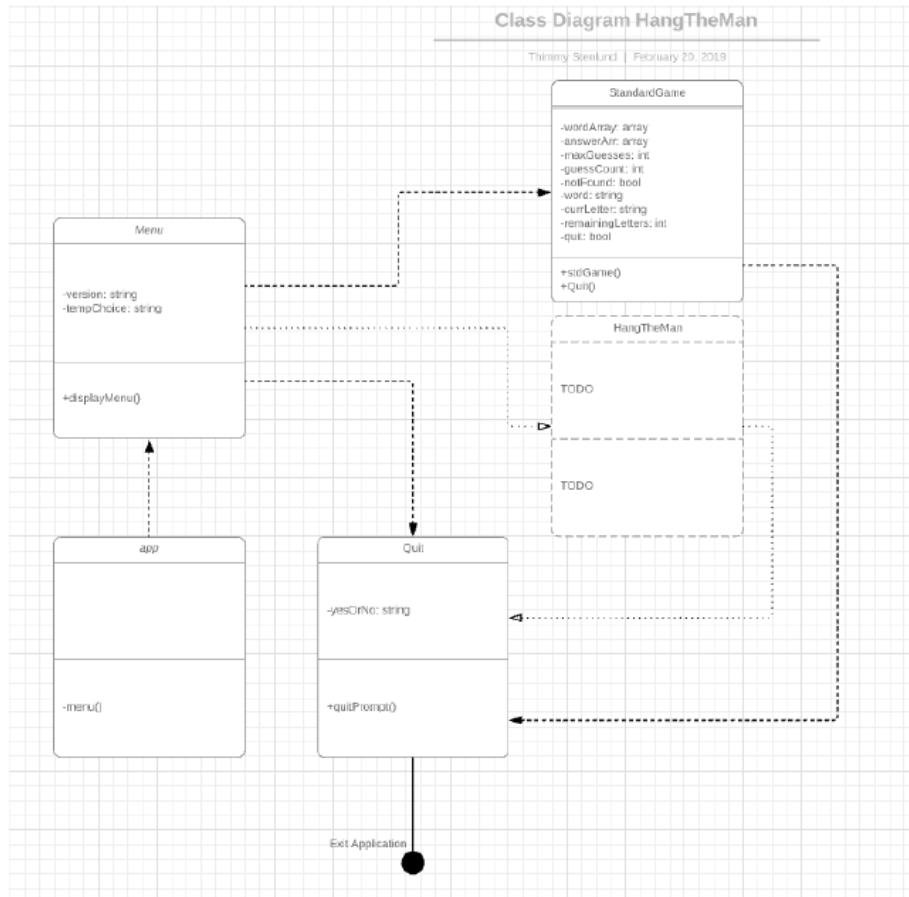 Class Diagram HangTheMan
Thimmy Stenlund | February 20, 2019
StandardGame
-wordArray: array
-answerArr: array
-maxGuesses: int
-guessCount: int
-notFound: bool
-word: string
-currLetter: string
-remainingLetters: int
-quit: bool
+stdGame()
+Quit()
Menu
-version: string
-tempChoice: string
+displayMenu()
HangTheMan
TODO
TODO
app
-menu()
Quit
-yesOrNo: string
+quitPrompt()
Exit Application